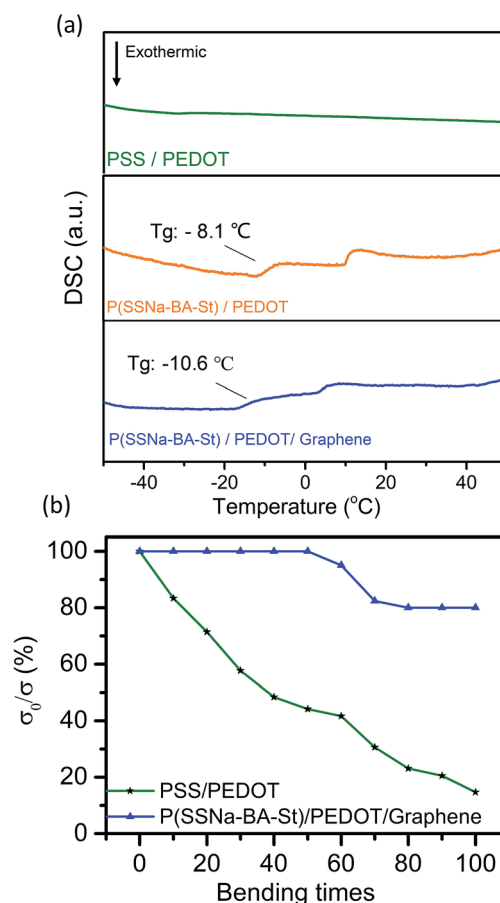 (a)
Exothermic
PSS / PEDOT
Tg: - 8.1 ℃
P(SSNa-BA-St) / PEDOT
Tg: -10.6 ℃
P(SSNa-BA-St) / PEDOT/ Graphene
DSC (a.u.)
-40 -20 0 20 40
Temperature (°C)
(b)
100
80
60
40
20
0
σ₀/σ (%)
PSS/PEDOT
P(SSNa-BA-St)/PEDOT/Graphene
0 20 40 60 80 100
Bending times